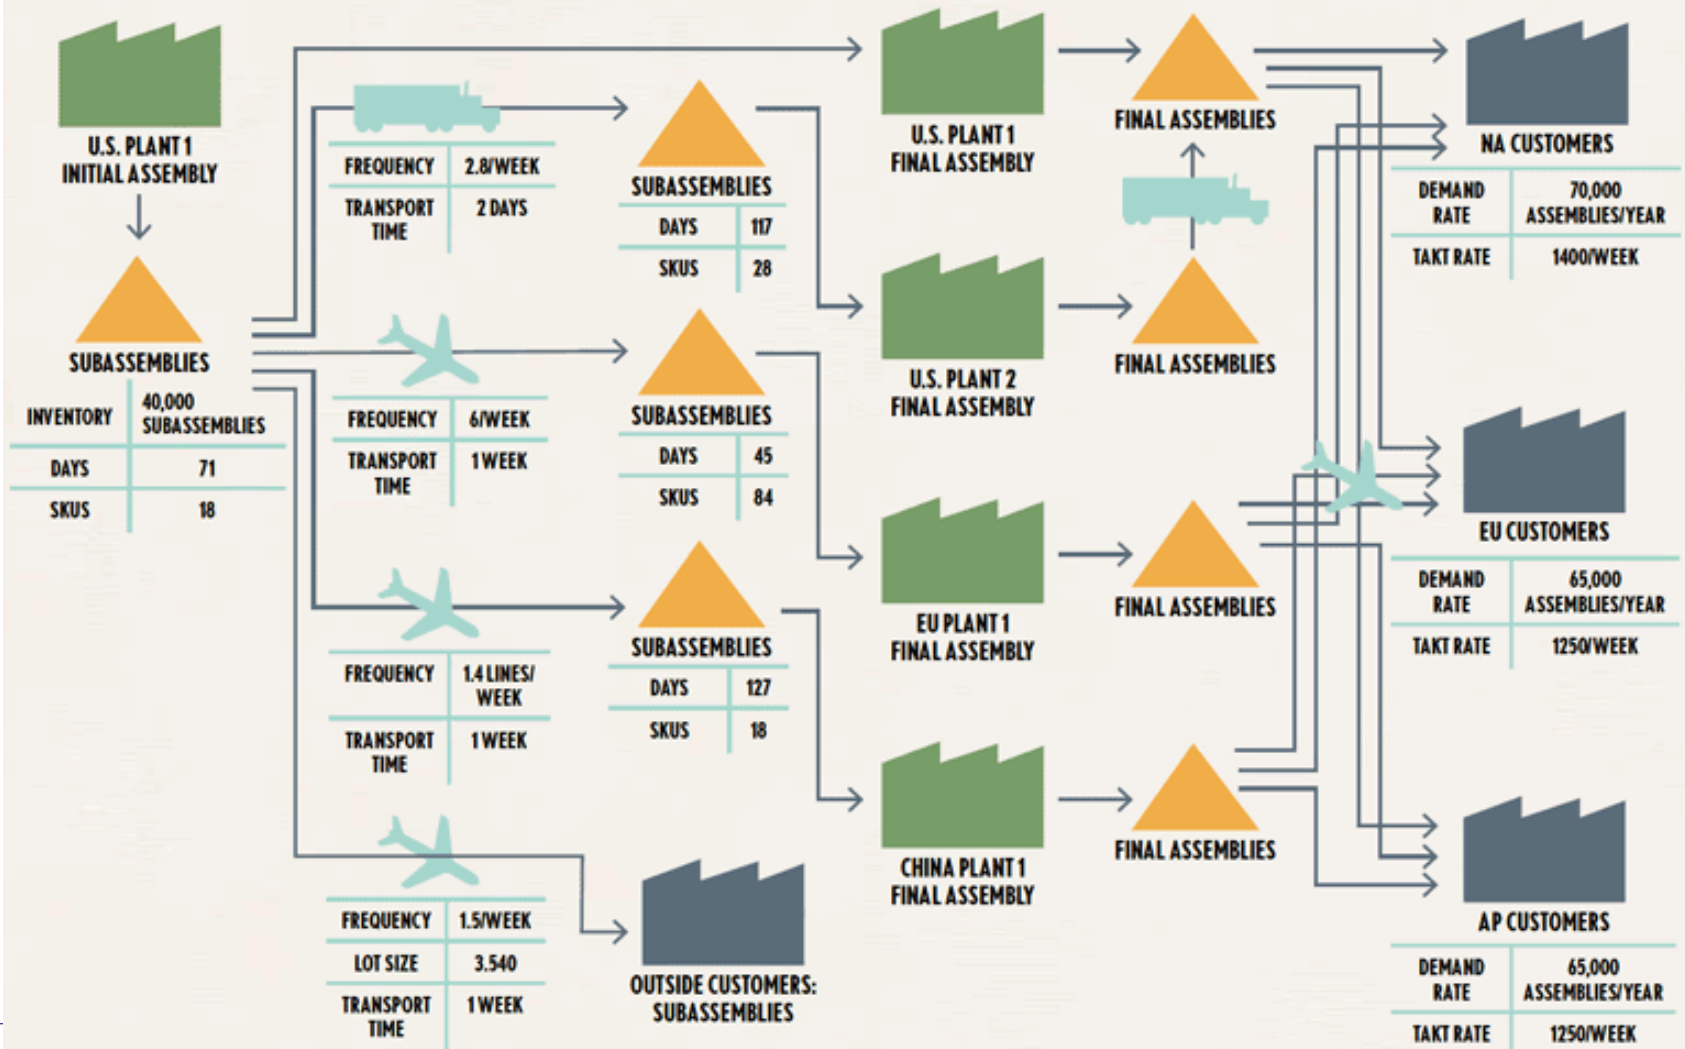 U.S. PLANT 1
INITIAL ASSEMBLY
SUBASSEMBLIES
INVENTORY
40,000
SUBASSEMBLIES
DAYS
71
SKUS
18
FREQUENCY
2.8/WEEK
TRANSPORT
TIME
2 DAYS
FREQUENCY
6/WEEK
TRANSPORT
TIME
1 WEEK
FREQUENCY
1.4 LINES/
WEEK
TRANSPORT
TIME
1 WEEK
FREQUENCY
1.5/WEEK
LOT SIZE
3.540
TRANSPORT
TIME
1 WEEK
SUBASSEMBLIES
DAYS
117
SKUS
28
SUBASSEMBLIES
DAYS
45
SKUS
84
SUBASSEMBLIES
DAYS
127
SKUS
18
OUTSIDE CUSTOMERS:
SUBASSEMBLIES
U.S. PLANT 1
FINAL ASSEMBLY
U.S. PLANT 2
FINAL ASSEMBLY
EU PLANT 1
FINAL ASSEMBLY
CHINA PLANT 1
FINAL ASSEMBLY
FINAL ASSEMBLIES
FINAL ASSEMBLIES
FINAL ASSEMBLIES
FINAL ASSEMBLIES
NA CUSTOMERS
DEMAND
RATE
70,000
ASSEMBLIES/YEAR
TAKT RATE
1400/WEEK
EU CUSTOMERS
DEMAND
RATE
65,000
ASSEMBLIES/YEAR
TAKT RATE
1250/WEEK
AP CUSTOMERS
DEMAND
RATE
65,000
ASSEMBLIES/YEAR
TAKT RATE
1250/WEEK